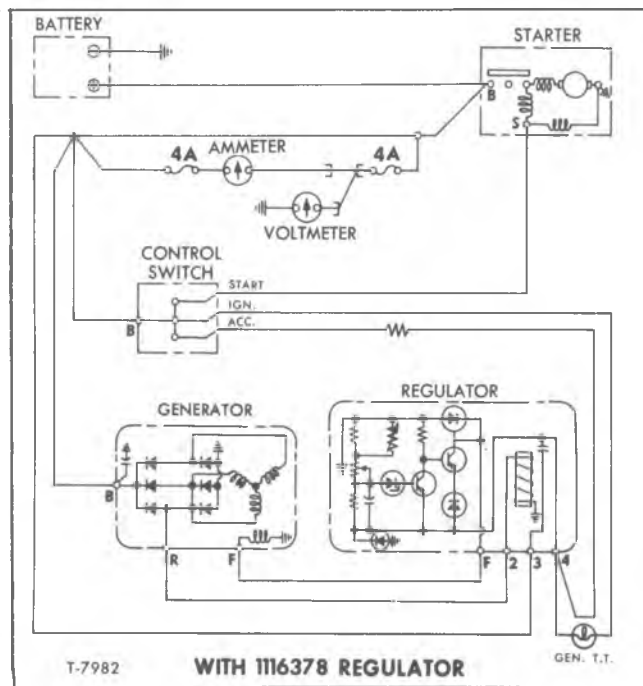 BATTERY
STARTER
B
S
4A
AMMETER
4A
VOLTMETER
CONTROL
SWITCH
START
IGN.
ACC.
B
GENERATOR
REGULATOR
B
R
F
F
2
3
4
GEN. T.T.
T-7982
WITH 1116378 REGULATOR